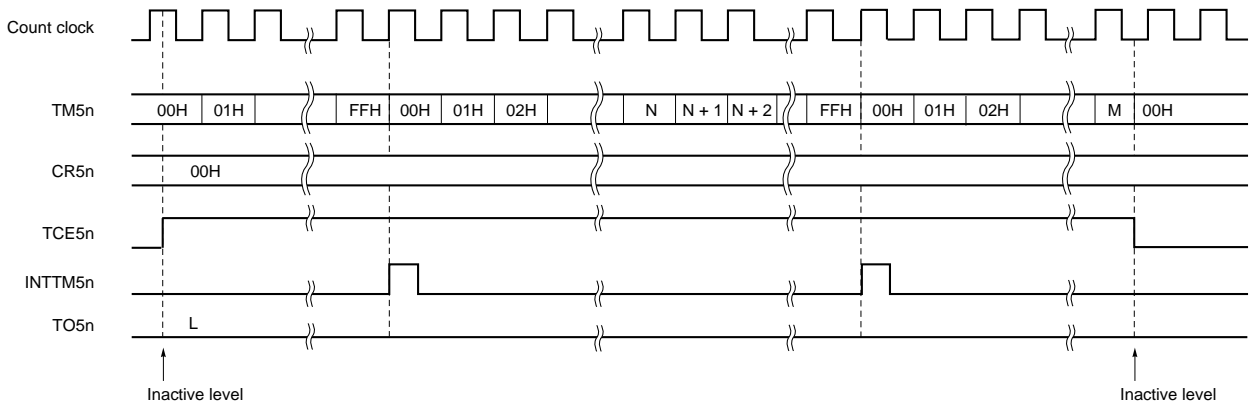 Count clock
TM5n 00H 01H FFH 00H 01H 02H N N + 1 N + 2 FFH 00H 01H 02H M 00H
CR5n 00H
TCE5n
INTTM5n
TO5n L
Inactive level Inactive level